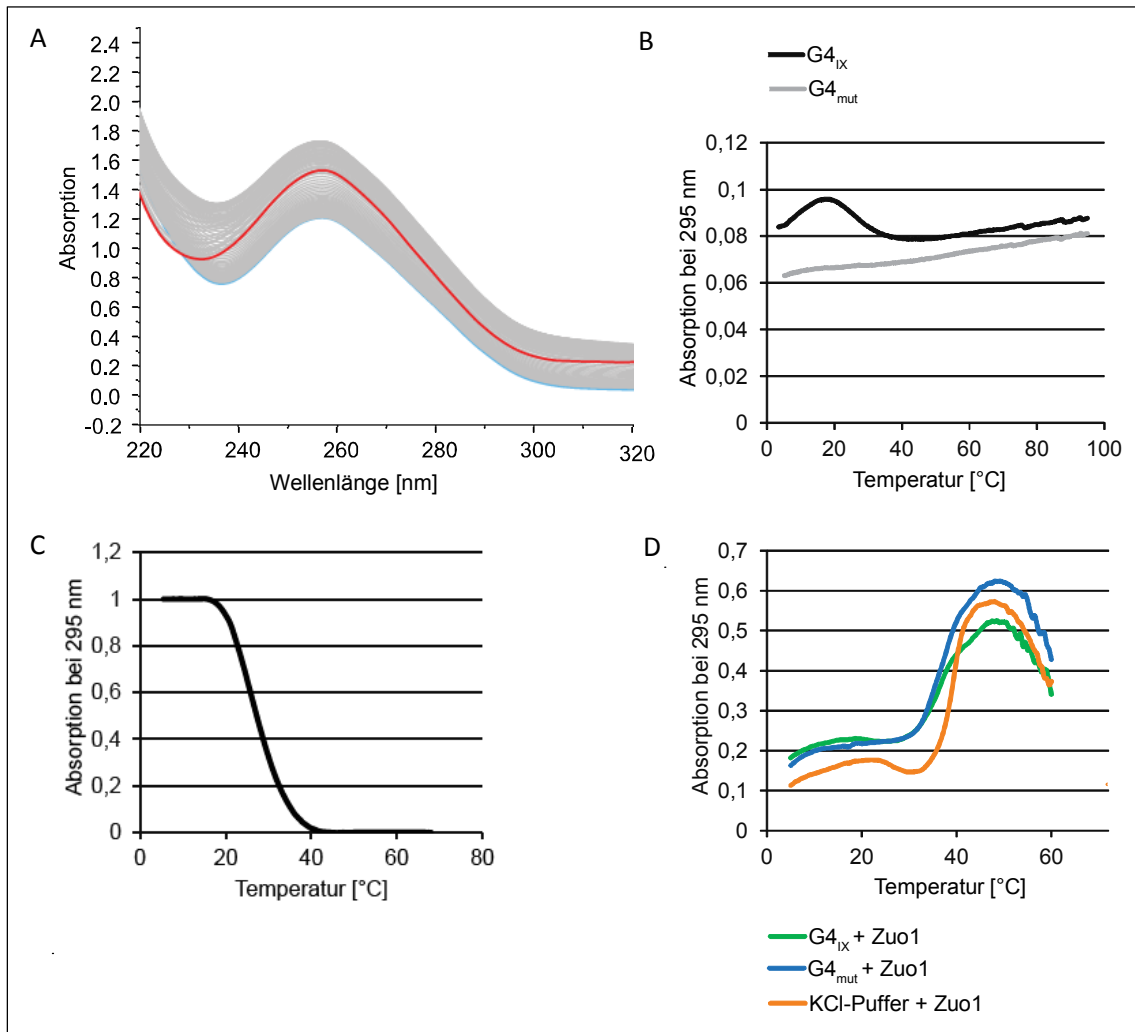 A
2.4
2.2
2.0
1.8
1.6
1.4
1.2
1.0
0.8
0.6
0.4
0.2
0.0
-0.2
Absorption
220 240 260 280 300 320
Wellenlänge [nm]
B
G4IX
G4mut
0,12
0,1
0,08
0,06
0,04
0,02
0
Absorption bei 295 nm
0 20 40 60 80 100
Temperatur [°C]
C
1,2
1
0,8
0,6
0,4
0,2
0
Absorption bei 295 nm
0 20 40 60 80
Temperatur [°C]
D
0,7
0,6
0,5
0,4
0,3
0,2
0,1
0
Absorption bei 295 nm
0 20 40 60
Temperatur [°C]
G4IX + Zuo1
G4mut + Zuo1
KCl-Puffer + Zuo1